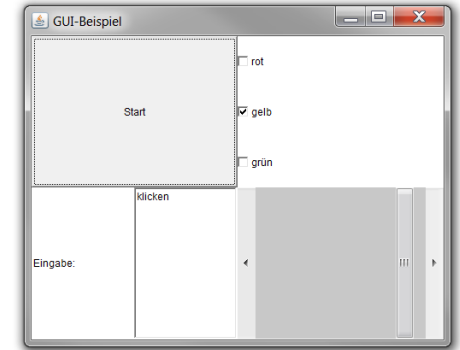 GUI-Beispiel
Start
rot
gelb
grün
Eingabe:
klicken